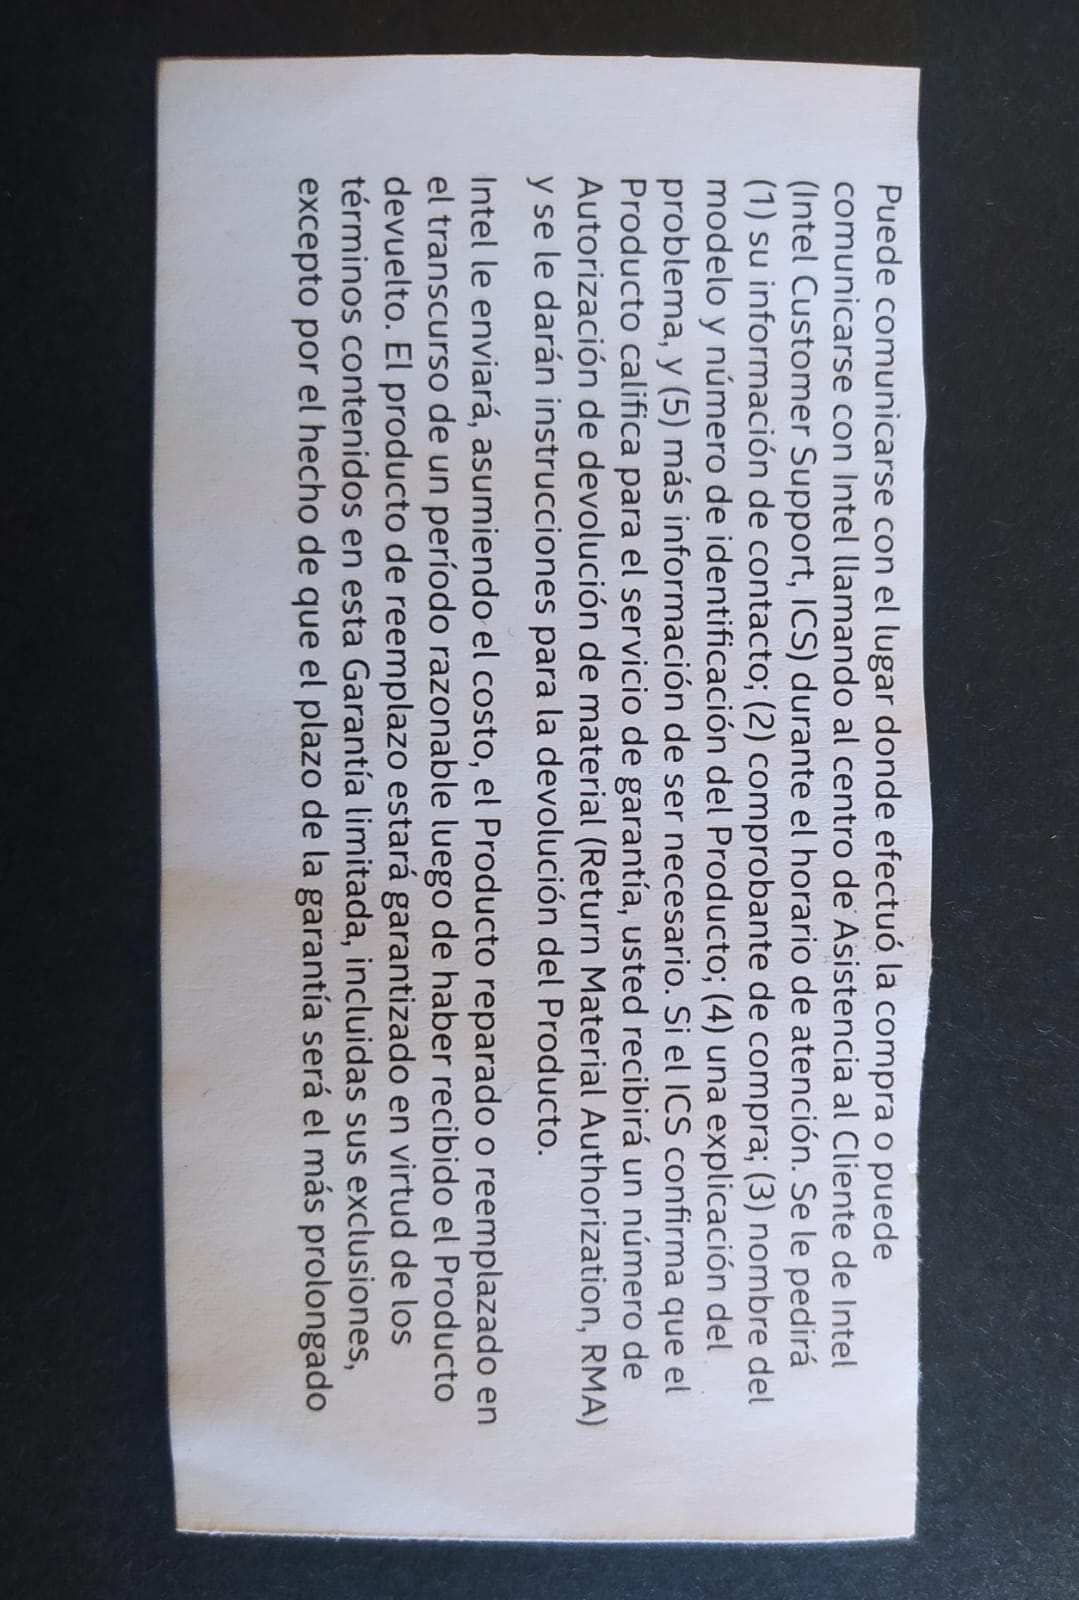 Puede comunicarse con el lugar donde efectuó la compra o puede
comunicarse con Intel llamando al centro de Asistencia al Cliente de Intel
(Intel Customer Support, ICS) durante el horario de atención. Se le pedirá
(1) su información de contacto; (2) comprobante de compra; (3) nombre del
modelo y número de identificación del Producto; (4) una explicación del
problema, y (5) más información de ser necesario. Si el ICS confirma que el
Producto califica para el servicio de garantía, usted recibirá un número de
Autorización de devolución de material (Return Material Authorization, RMA)
y se le darán instrucciones para la devolución del Producto.
Intel le enviará, asumiendo el costo, el Producto reparado o reemplazado en
el transcurso de un período razonable luego de haber recibido el Producto
devuelto. El producto de reemplazo estará garantizado en virtud de los
términos contenidos en esta Garantía limitada, incluidas sus exclusiones,
excepto por el hecho de que el plazo de la garantía será el más prolongado